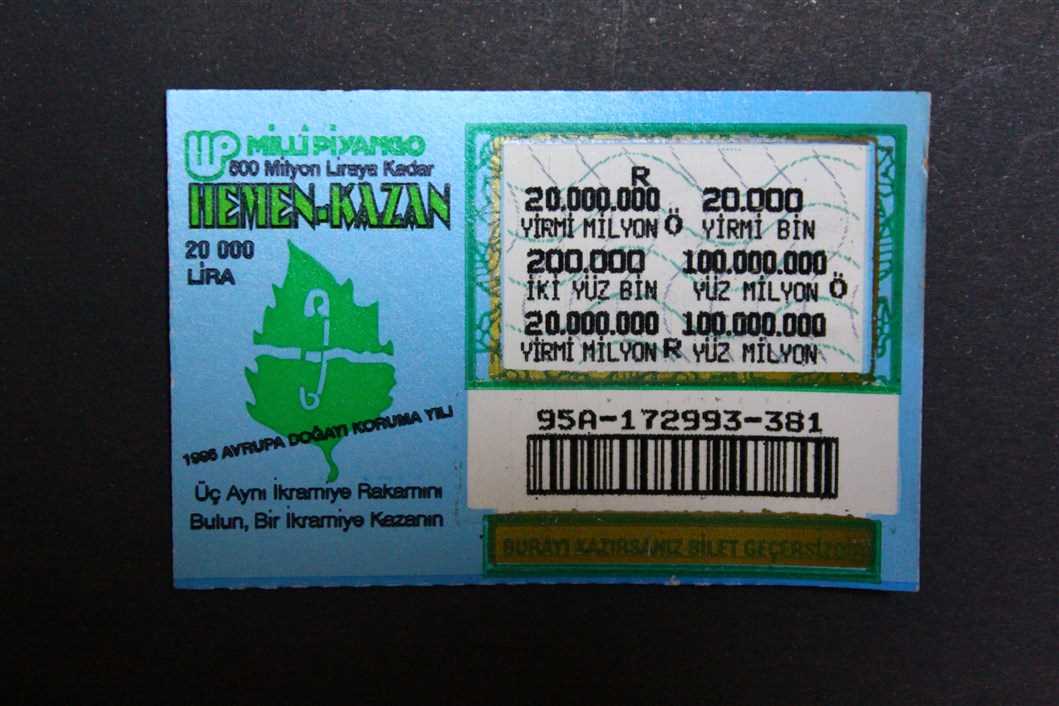 MİLLİ PİYANGO
500 Milyon Liraya Kadar
HEMEN-KAZAN
20 000
LİRA
1995 AVRUPA DOĞAYI KORUMA YILI
Üç Aynı İkramiye Rakamını
Bulun, Bir İkramiye Kazanın
R
20.000.000 20.000
YİRMİ MİLYON Ö YİRMİ BİN
200.000 100.000.000
İKİ YÜZ BİN YÜZ MİLYON Ö
20.000.000 100.000.000
YİRMİ MİLYON R YÜZ MİLYON
95A-172993-381
BURAYI KAZIRSANIZ BİLET GEÇERSİZDİR